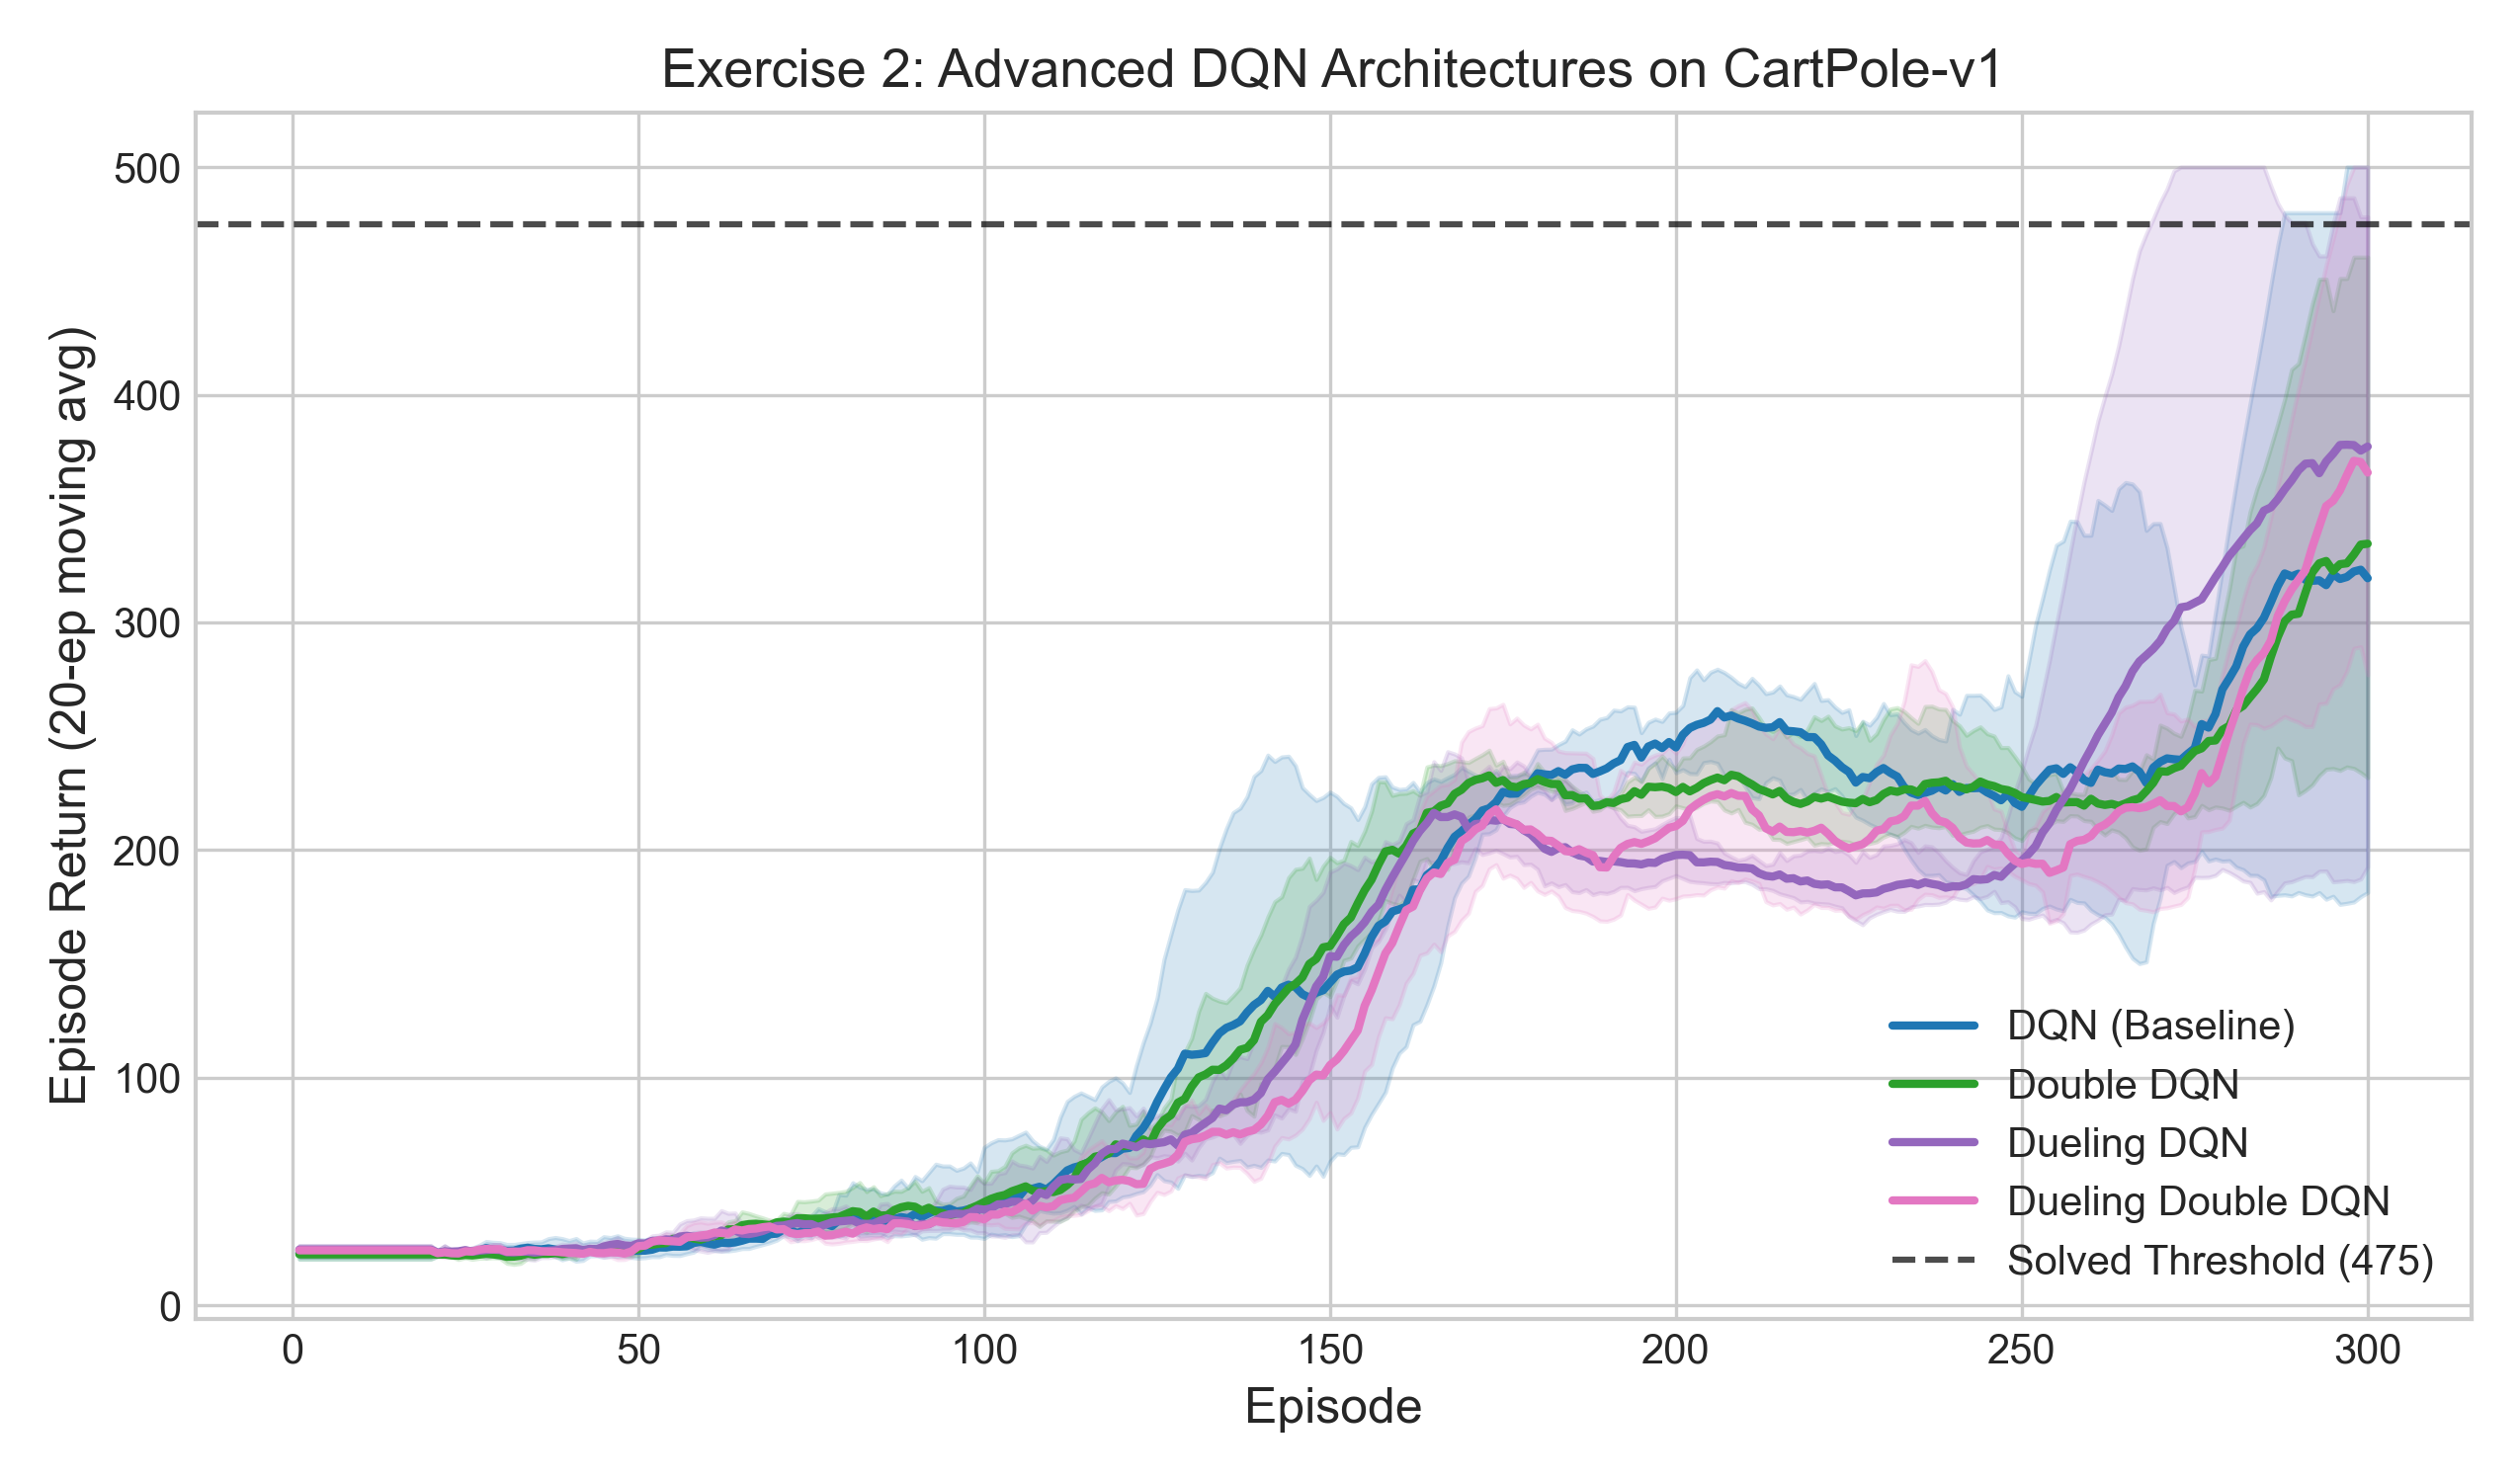 Exercise 2: Advanced DQN Architectures on CartPole-v1
Episode Return (20-ep moving avg)
500
400
300
200
100
0
0 50 100 150 200 250 300
Episode
DQN (Baseline)
Double DQN
Dueling DQN
Dueling Double DQN
Solved Threshold (475)